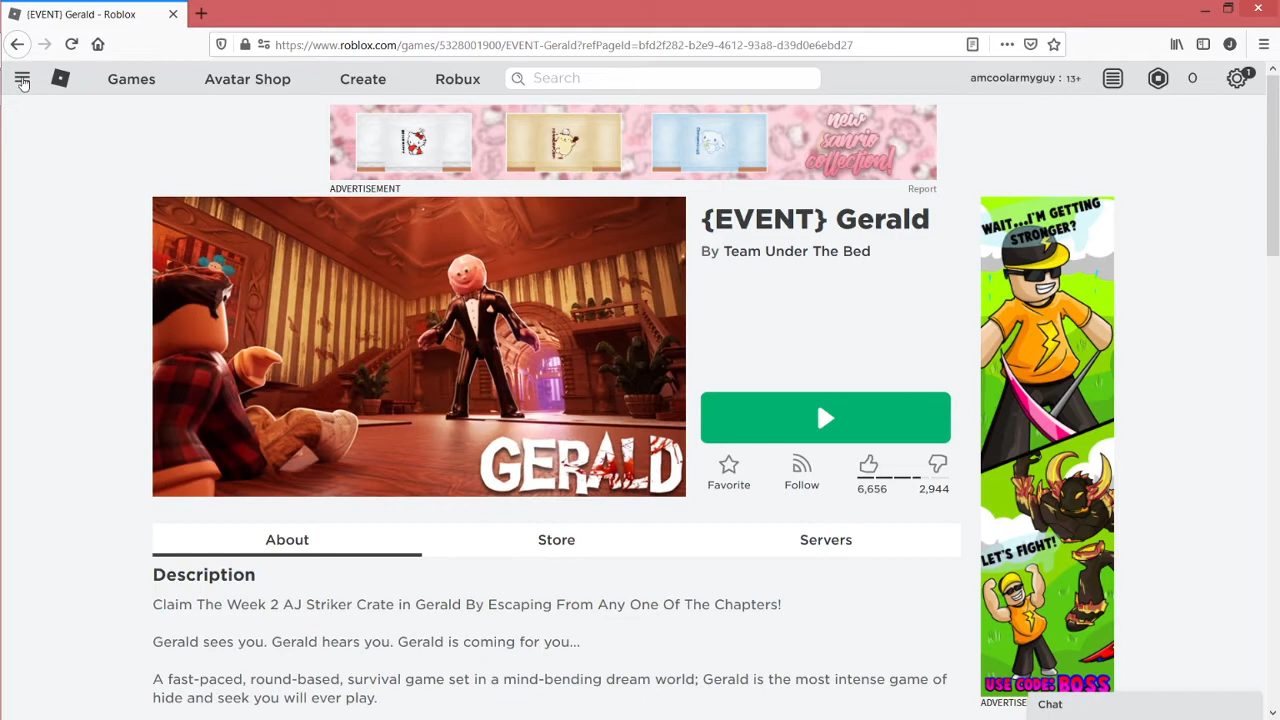 {EVENT} Gerald - Roblox
https://www.roblox.com/games/5328001900/EVENT-Gerald?refPageId=bfd2f282-b2e9-4612-93a8-d39d0e6ebd27
Games Avatar Shop Create Robux Search amcoolarmyguy : 13+ 0 1
new sanrio collection!
ADVERTISEMENT Report
{EVENT} Gerald
By Team Under The Bed
WAIT...I'M GETTING STRONGER?
GERALD
Favorite Follow 6,656 2,944
LET'S FIGHT!
About Store Servers
Description
Claim The Week 2 AJ Striker Crate in Gerald By Escaping From Any One Of The Chapters!
Gerald sees you. Gerald hears you. Gerald is coming for you...
A fast-paced, round-based, survival game set in a mind-bending dream world; Gerald is the most intense game of
hide and seek you will ever play.
USE CODE: BOSS
ADVERTISE
Chat